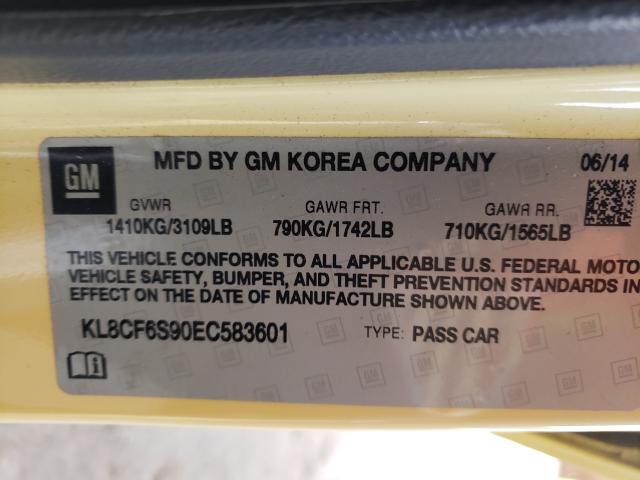 GM MFD BY GM KOREA COMPANY 06/14
GVWR GAWR FRT. GAWR RR.
1410KG/3109LB 790KG/1742LB 710KG/1565LB
THIS VEHICLE CONFORMS TO ALL APPLICABLE U.S. FEDERAL MOTO
VEHICLE SAFETY, BUMPER, AND THEFT PREVENTION STANDARDS IN
EFFECT ON THE DATE OF MANUFACTURE SHOWN ABOVE.
KL8CF6S90EC583601 TYPE: PASS CAR